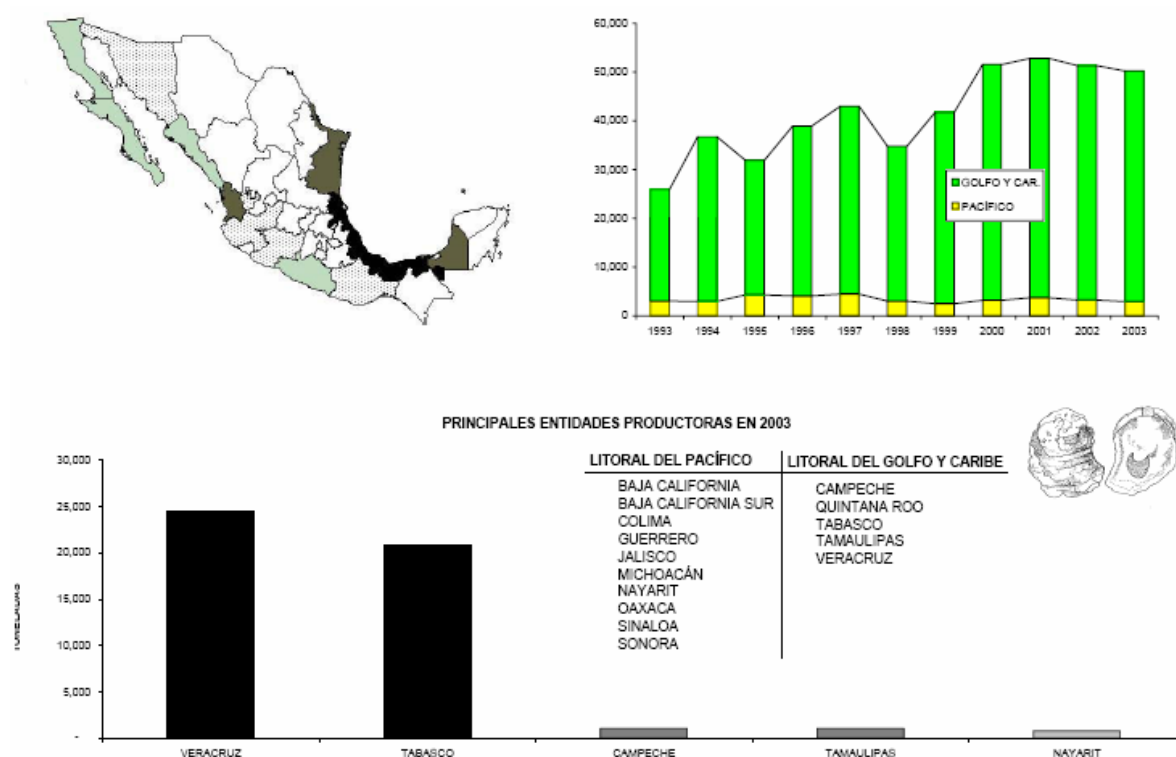 60,000
50,000
40,000
30,000
20,000
10,000
0
GOLFO Y CAR.
PACÍFICO
1993 1994 1995 1996 1997 1998 1999 2000 2001 2002 2003
PRINCIPALES ENTIDADES PRODUCTORAS EN 2003
LITORAL DEL PACÍFICO
BAJA CALIFORNIA
BAJA CALIFORNIA SUR
COLIMA
GUERRERO
JALISCO
MICHOACÁN
NAYARIT
OAXACA
SINALOA
SONORA
LITORAL DEL GOLFO Y CARIBE
CAMPECHE
QUINTANA ROO
TABASCO
TAMAULIPAS
VERACRUZ
30,000
25,000
20,000
15,000
10,000
5,000
-
VERACRUZ TABASCO CAMPECHE TAMAULIPAS NAYARIT